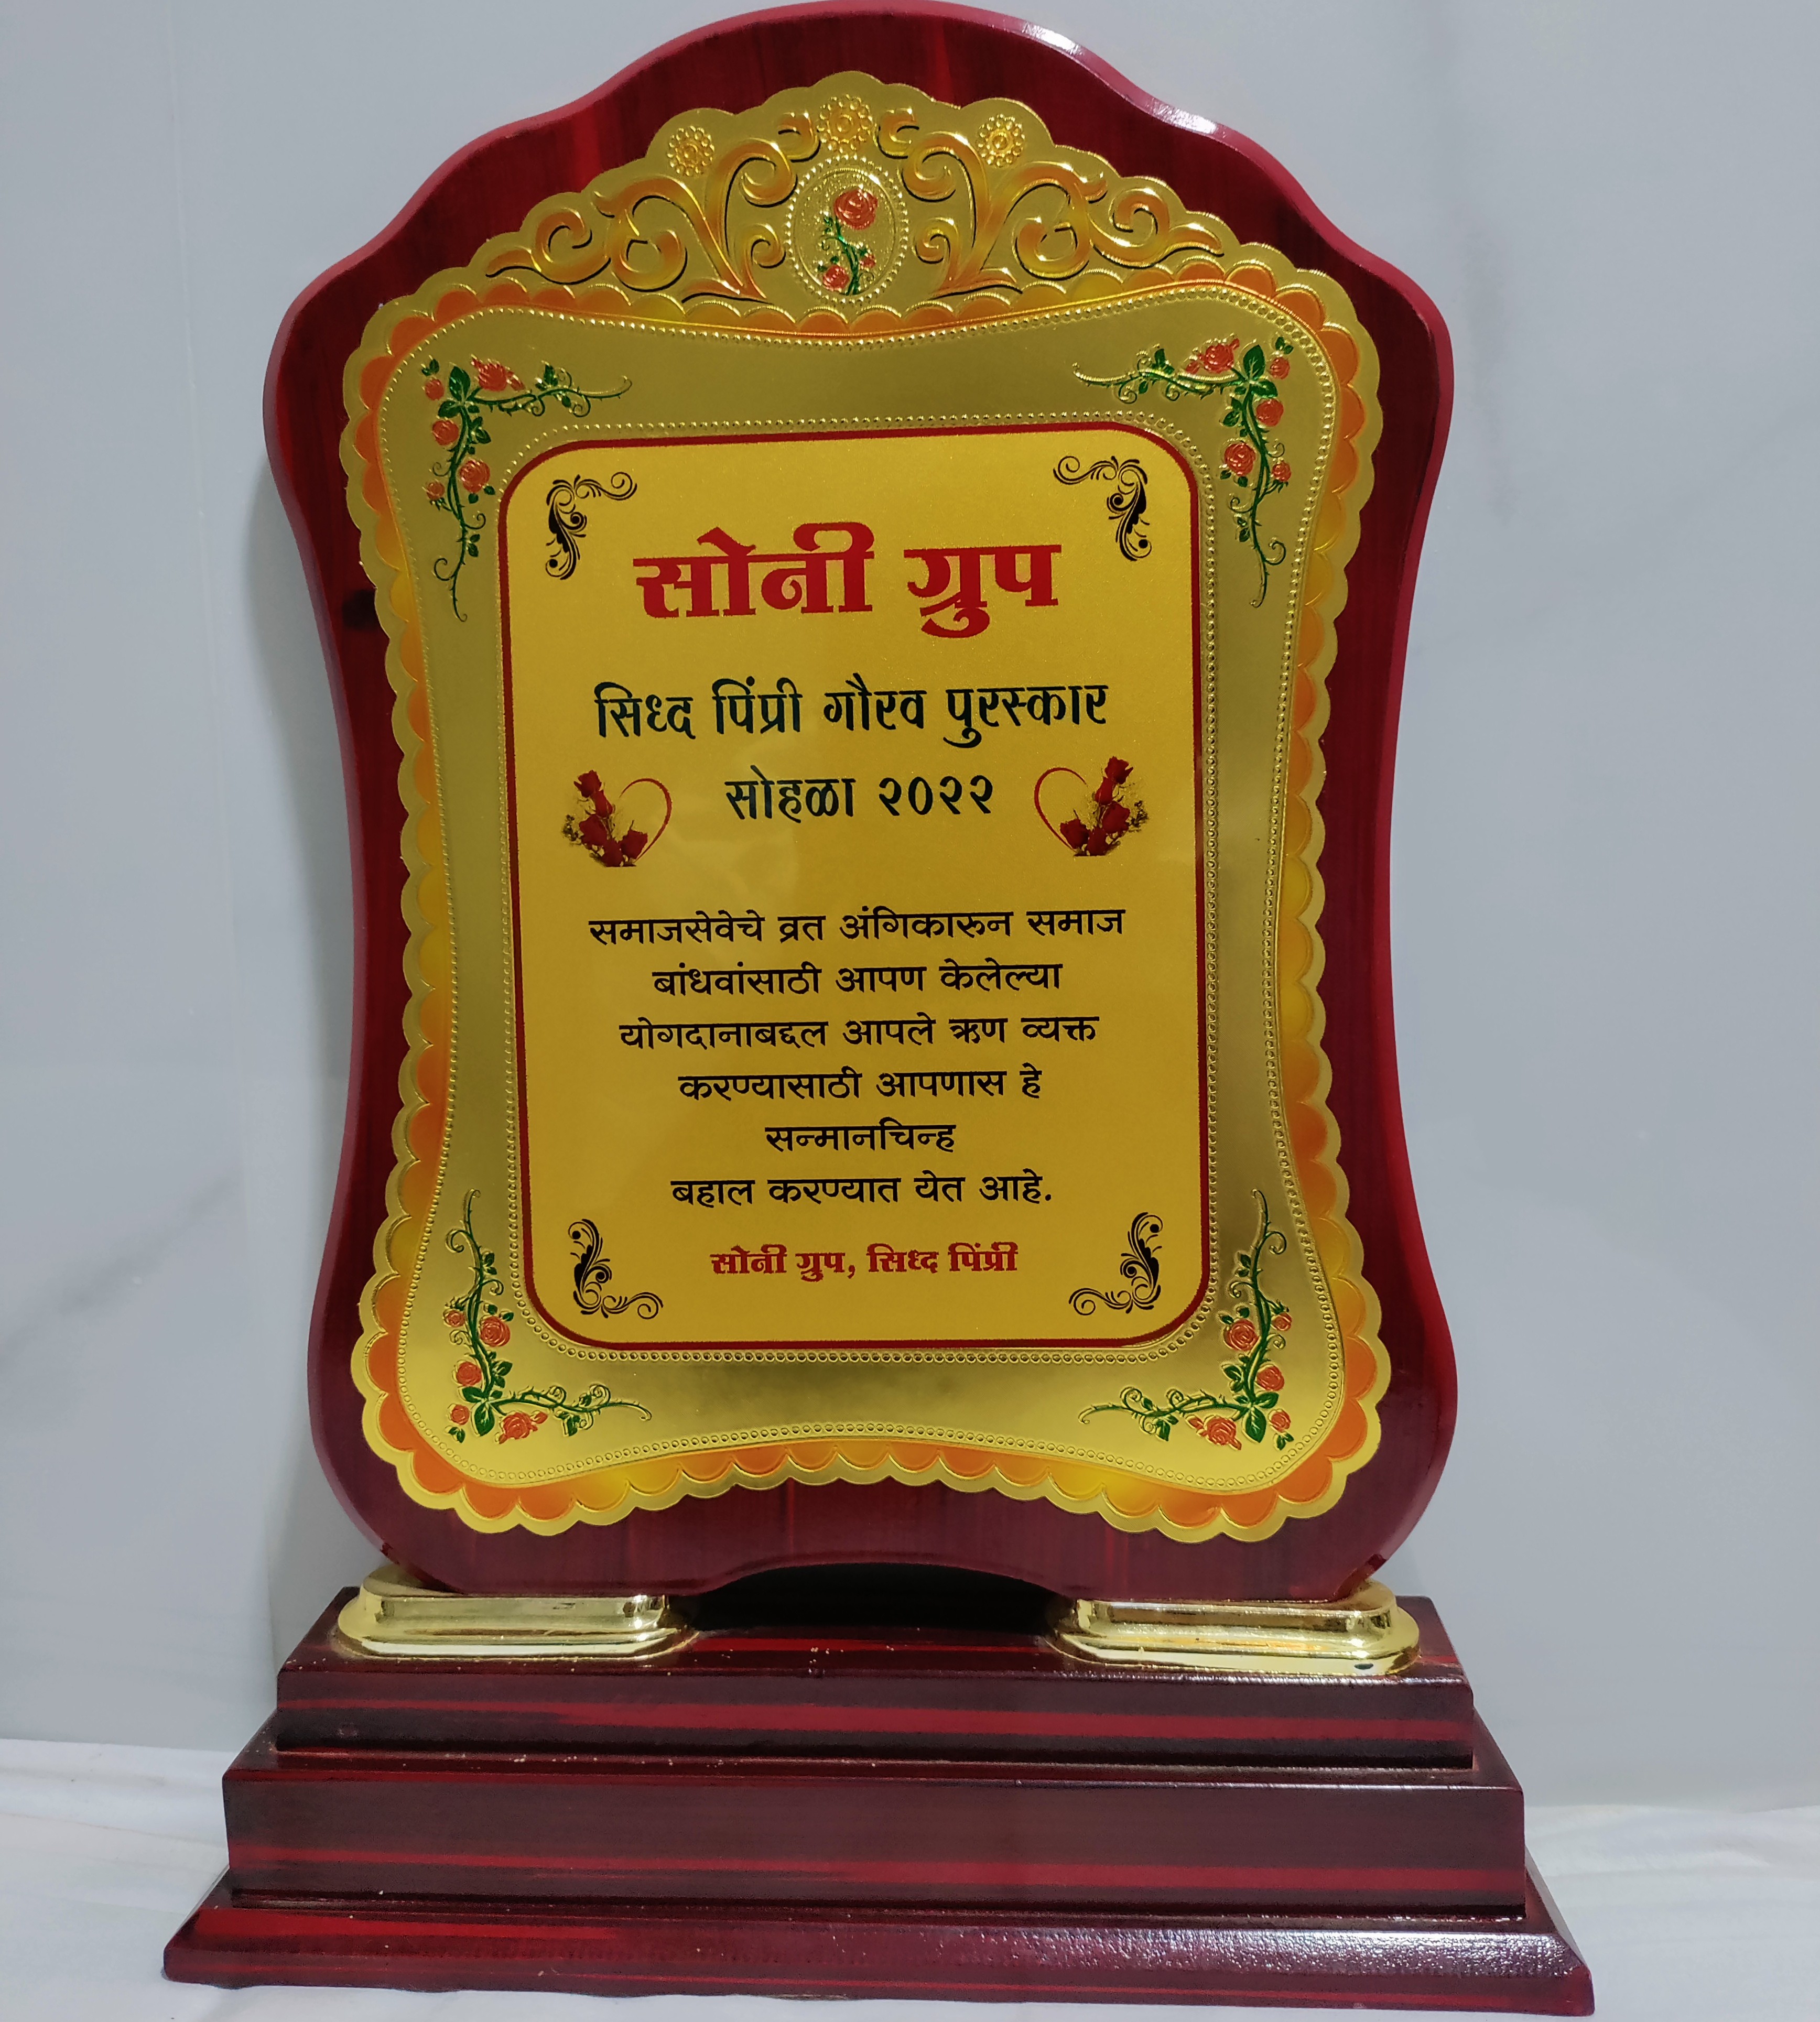 सोनी ग्रुप
सिध्द पिंप्री गौरव पुरस्कार
सोहळा २०२२
समाजसेवेचे व्रत अंगिकारून समाज
बांधवांसाठी आपण केलेल्या
योगदानाबद्दल आपले ऋण व्यक्त
करण्यासाठी आपणास हे
सन्मानचिन्ह
बहाल करण्यात येत आहे.
सोनी ग्रुप, सिध्द पिंप्री